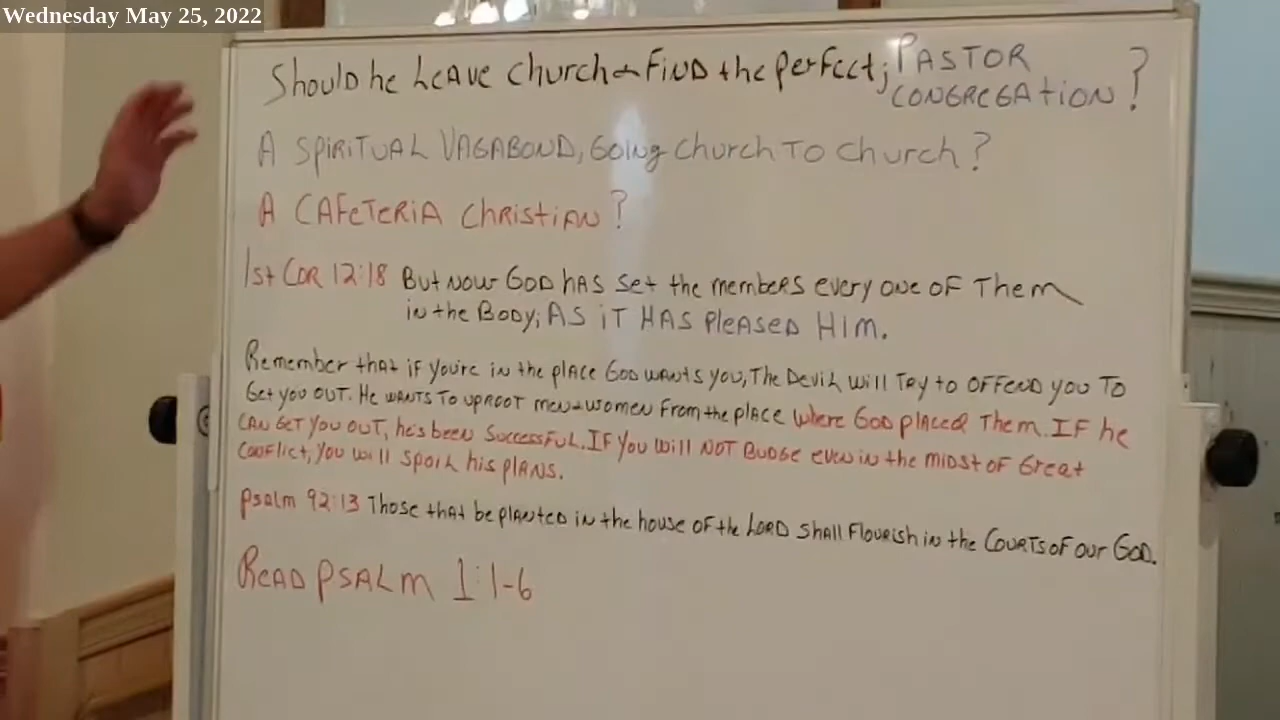 Wednesday May 25, 2022
Should he Leave Church + Find the perfect; PASTOR
CONGREGATION?
A SPIRITUAL VAGABOND, Going Church To Church?
A CAFETERIA Christian?
1st COR 12:18 But now God has set the members every one of Them
in the Body; AS iT HAS Pleased HIM.
Remember that if you're in the place God wants you, The Devil will Try to OFFEND you TO
Get you OUT. He wants To uproot men + women From the place where God placed Them. IF he
CAN GET YOU OUT, he's been Successful. IF you will NOT BUDGE even in the midst of Great
Conflict, you will spoil his plans.
Psalm 92:13 Those that be planted in the house of the LORD shall Flourish in the Courts of our God.
Read PSALM 1:1-6